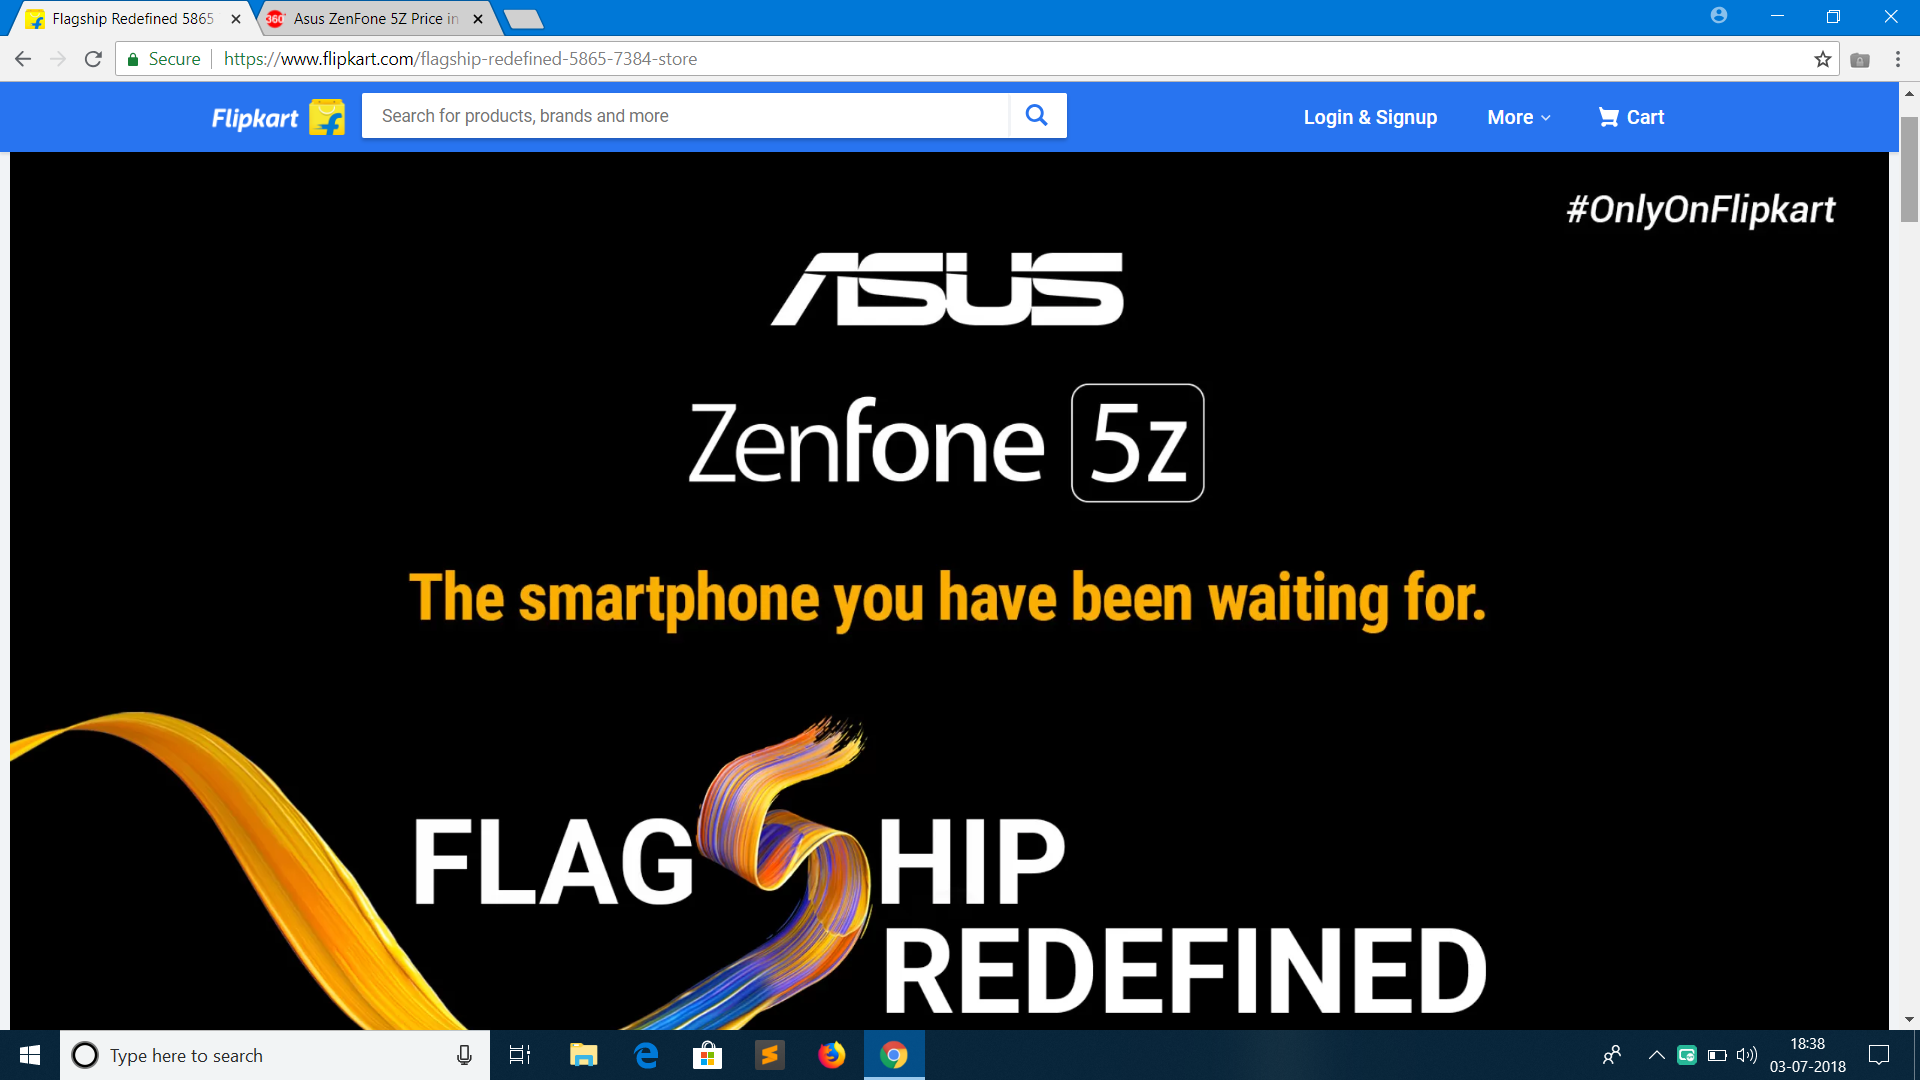 Flagship Redefined 5865
360
Asus ZenFone 5Z Price in
Secure
https://www.flipkart.com/flagship-redefined-5865-7384-store
Flipkart
Search for products, brands and more
Login & Signup
More
Cart
#OnlyOnFlipkart
ASUS
Zenfone 5z
The smartphone you have been waiting for.
FLAGSHIP
REDEFINED
Type here to search
18:38
03-07-2018